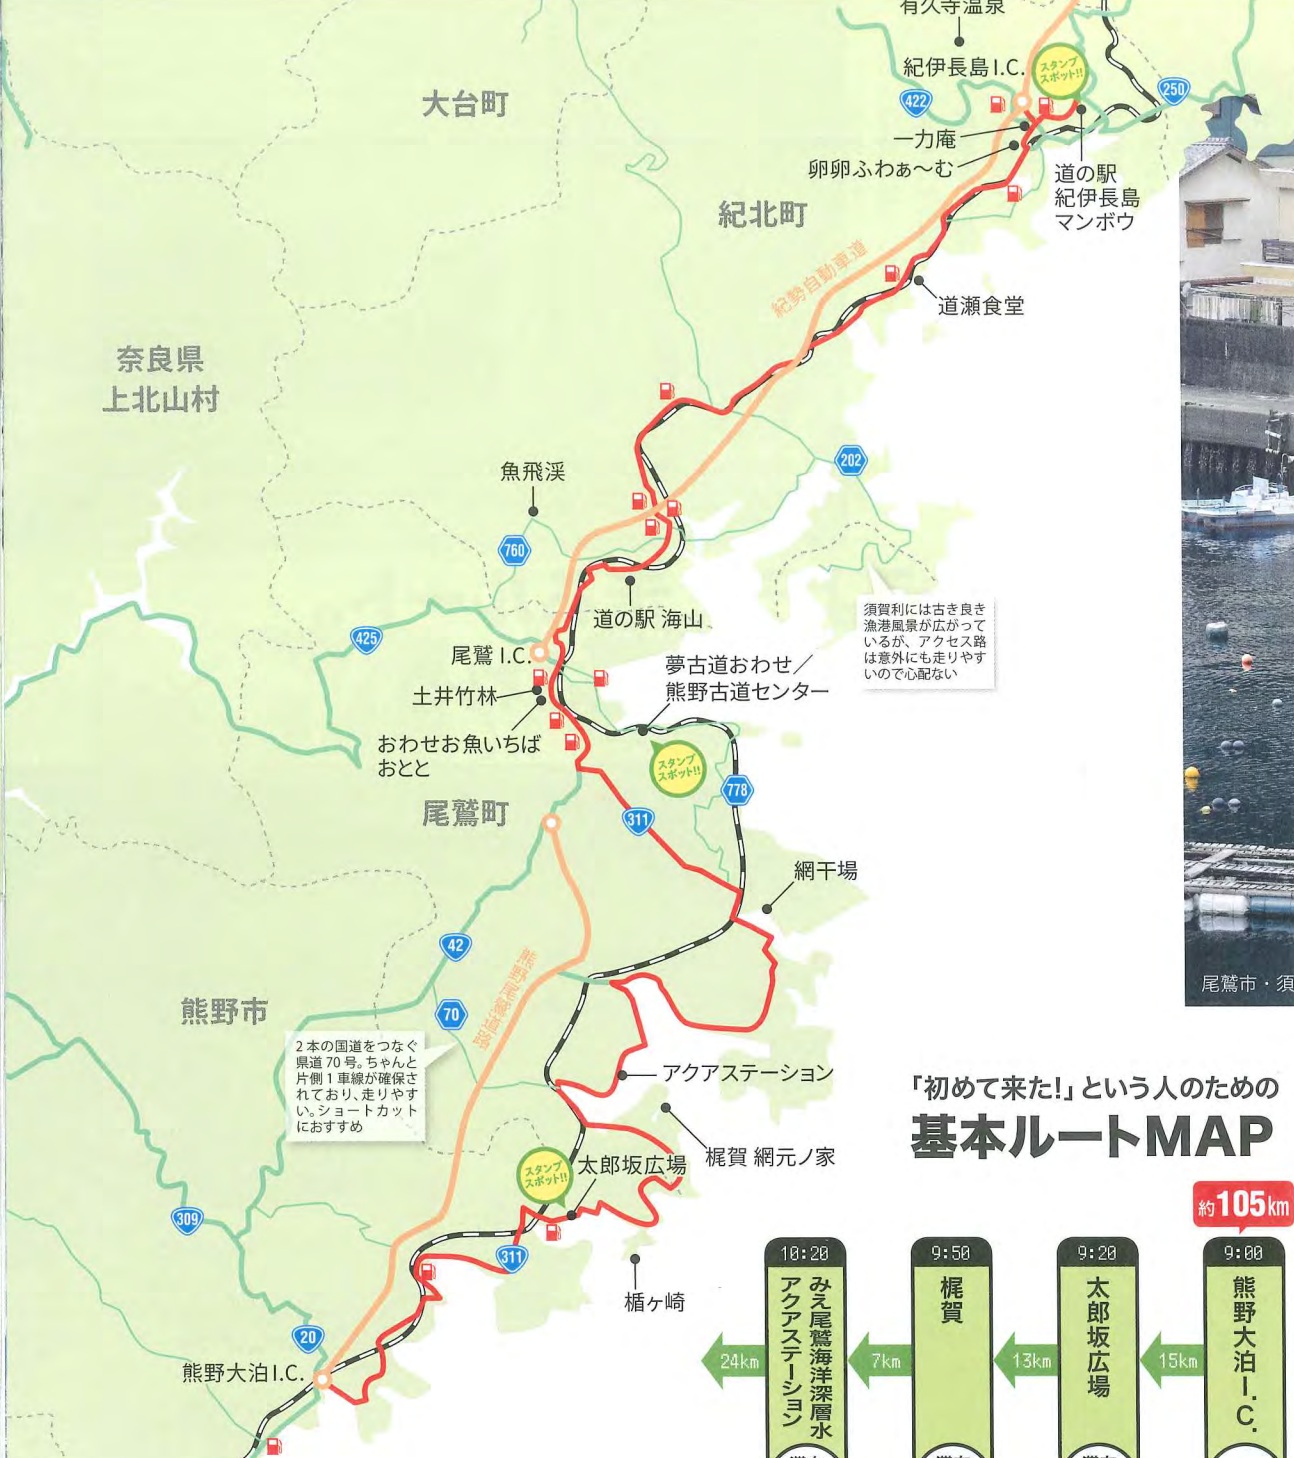 有久寺温泉
紀伊長島I.C.
スタンプ
スポット!!
422
250
一力庵
卵卵ふわぁ～む
道の駅
紀伊長島
マンボウ
大台町
紀北町
紀勢自動車道
道瀬食堂
奈良県
上北山村
魚飛渓
202
760
道の駅 海山
須賀利には古き良き
漁港風景が広がって
いるが、アクセス路
は意外にも走りやす
いので心配ない
425
尾鷲 I.C.
土井竹林
夢古道おわせ／
熊野古道センター
おわせお魚いちば
おとと
スタンプ
スポット!!
778
尾鷲町
311
網干場
42
熊野尾鷲道路
70
熊野市
2本の国道をつなぐ
県道70号。ちゃんと
片側1車線が確保さ
れており、走りやす
い。ショートカット
におすすめ
尾鷲市・須
アクアステーション
梶賀 網元ノ家
スタンプ
スポット!!
太郎坂広場
309
311
楯ヶ崎
20
熊野大泊I.C.
「初めて来た!」という人のための
基本ルートMAP
約105km
9:00
熊野大泊I.C.
15km
9:20
太郎坂広場
13km
9:50
梶賀
7km
10:20
みえ尾鷲海洋深層水
アクアステーション
24km